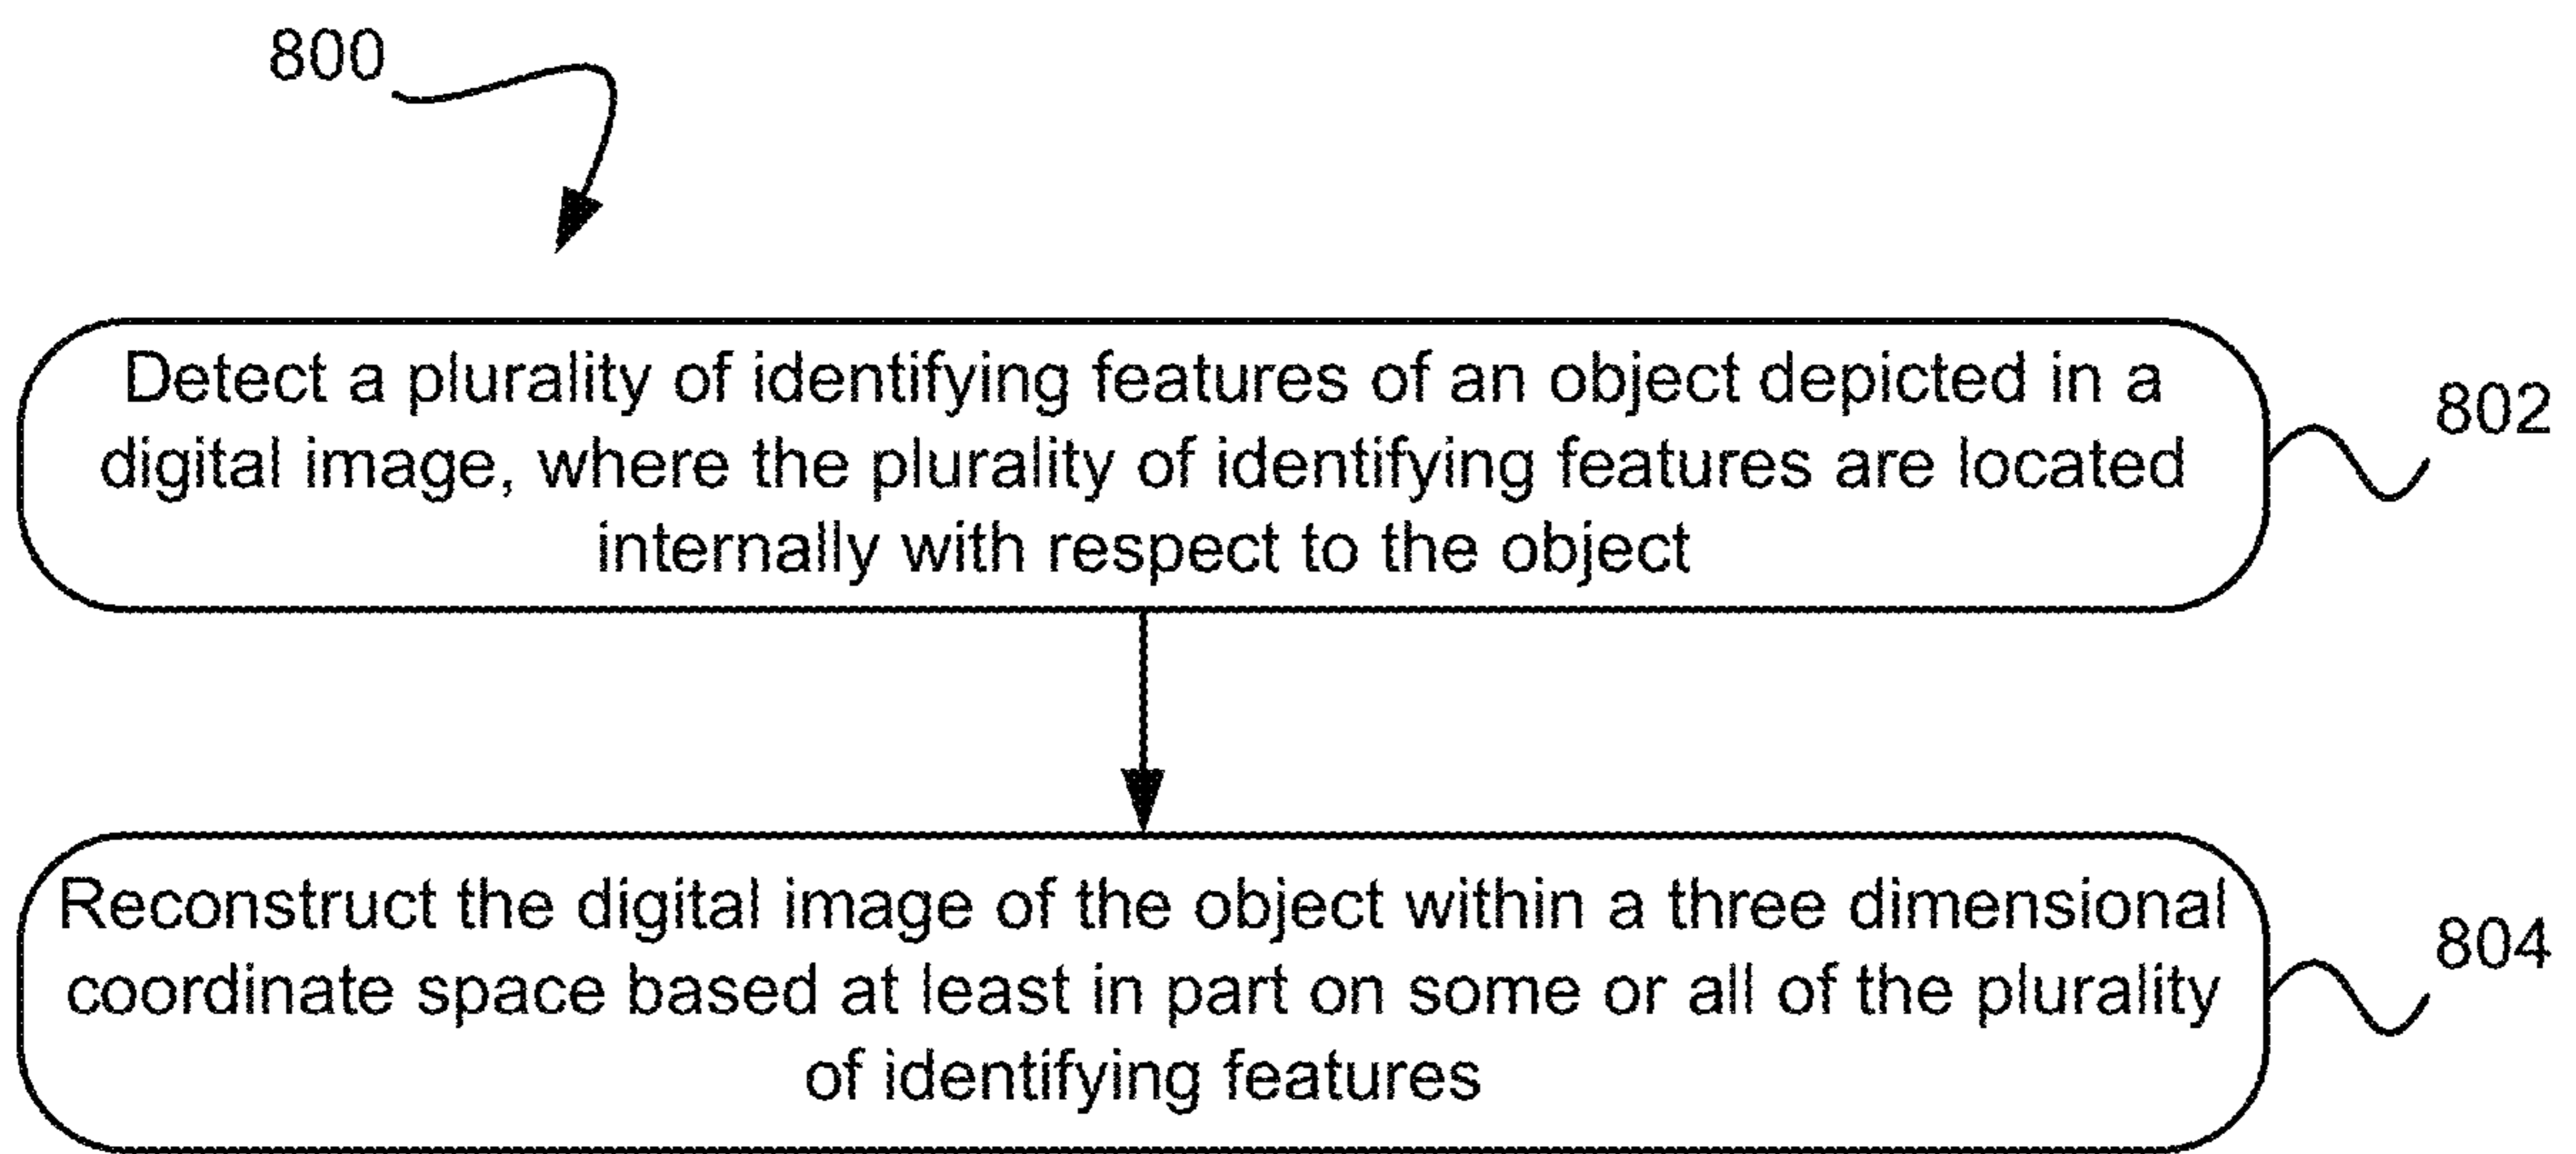 800
Detect a plurality of identifying features of an object depicted in a
digital image, where the plurality of identifying features are located
internally with respect to the object
802
Reconstruct the digital image of the object within a three dimensional
coordinate space based at least in part on some or all of the plurality
of identifying features
804